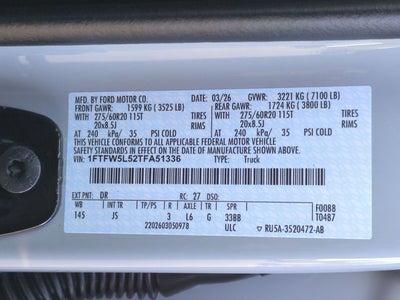 MFD. BY FORD MOTOR CO.
DATE: 03/26 GVWR: 3221 KG ( 7100 LB)
FRONT GAWR: 1599 KG ( 3525 LB) REAR GAWR: 1724 KG ( 3800 LB)
WITH 275/60R20 115T WITH 275/60R20 115T
20x8.5J 20x8.5J
AT 240 kPa/ 35 PSI COLD AT 240 kPa/ 35 PSI COLD
THIS VEHICLE CONFORMS TO ALL APPLICABLE FEDERAL MOTOR VEHICLE
SAFETY STANDARDS IN EFFECT ON THE DATE OF MANUFACTURE SHOWN ABOVE.
VIN: 1FTFW5L52TFA51336 TYPE: Truck
EXT PNT: DR RC: 27 DSO:
WB INT TR TP/PS R AXLE TR SPR F0088
145 JS 3 L6 G 33BB T0487
2202603050978 ULC RU5A-3520472-AB